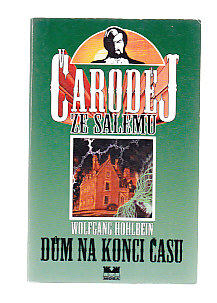 ČARODĚJ
ZE SALEMU
WOLFGANG HOHLBEIN
DŮM NA KONCI ČASU